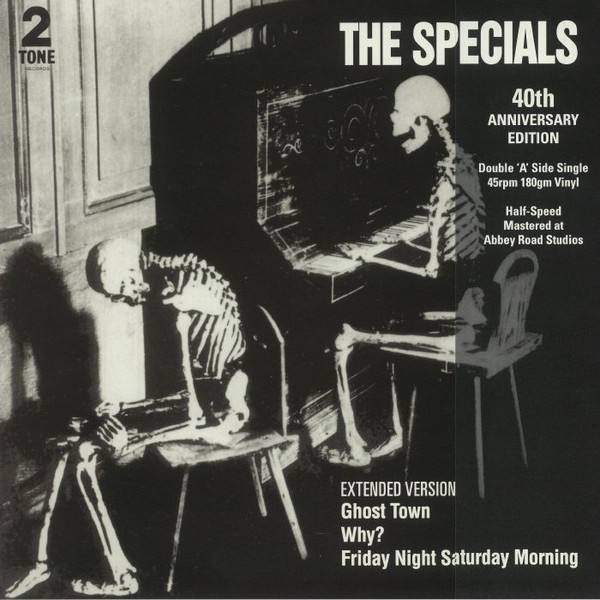 2
TONE
RECORDS
THE SPECIALS
40th
ANNIVERSARY
EDITION
Double ‘A’ Side Single
45rpm 180gm Vinyl
Half-Speed
Mastered at
Abbey Road Studios
EXTENDED VERSION
Ghost Town
Why?
Friday Night Saturday Morning